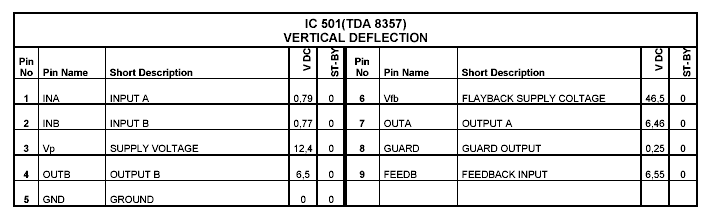 IC 501(TDA 8357)
VERTICAL DEFLECTION
Pin No Pin Name Short Description V DC ST-BY Pin No Pin Name Short Description V DC ST-BY
1 INA INPUT A 0,79 0 6 Vfb FLAYBACK SUPPLY COLTAGE 46,5 0
2 INB INPUT B 0,77 0 7 OUTA OUTPUT A 6,46 0
3 Vp SUPPLY VOLTAGE 12,4 0 8 GUARD GUARD OUTPUT 0,25 0
4 OUTB OUTPUT B 6,5 0 9 FEEDB FEEDBACK INPUT 6,55 0
5 GND GROUND 0 0